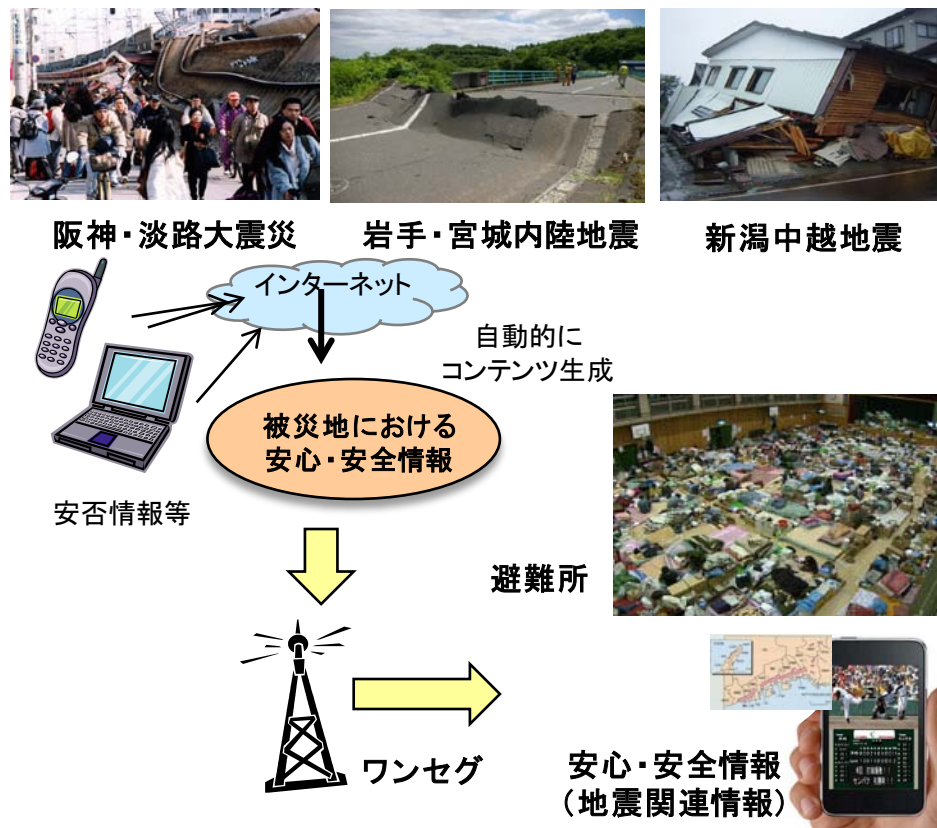 阪神・淡路大震災
岩手・宮城内陸地震
新潟中越地震
インターネット
自動的に
コンテンツ生成
被災地における
安心・安全情報
安否情報等
避難所
ワンセグ
安心・安全情報
（地震関連情報）